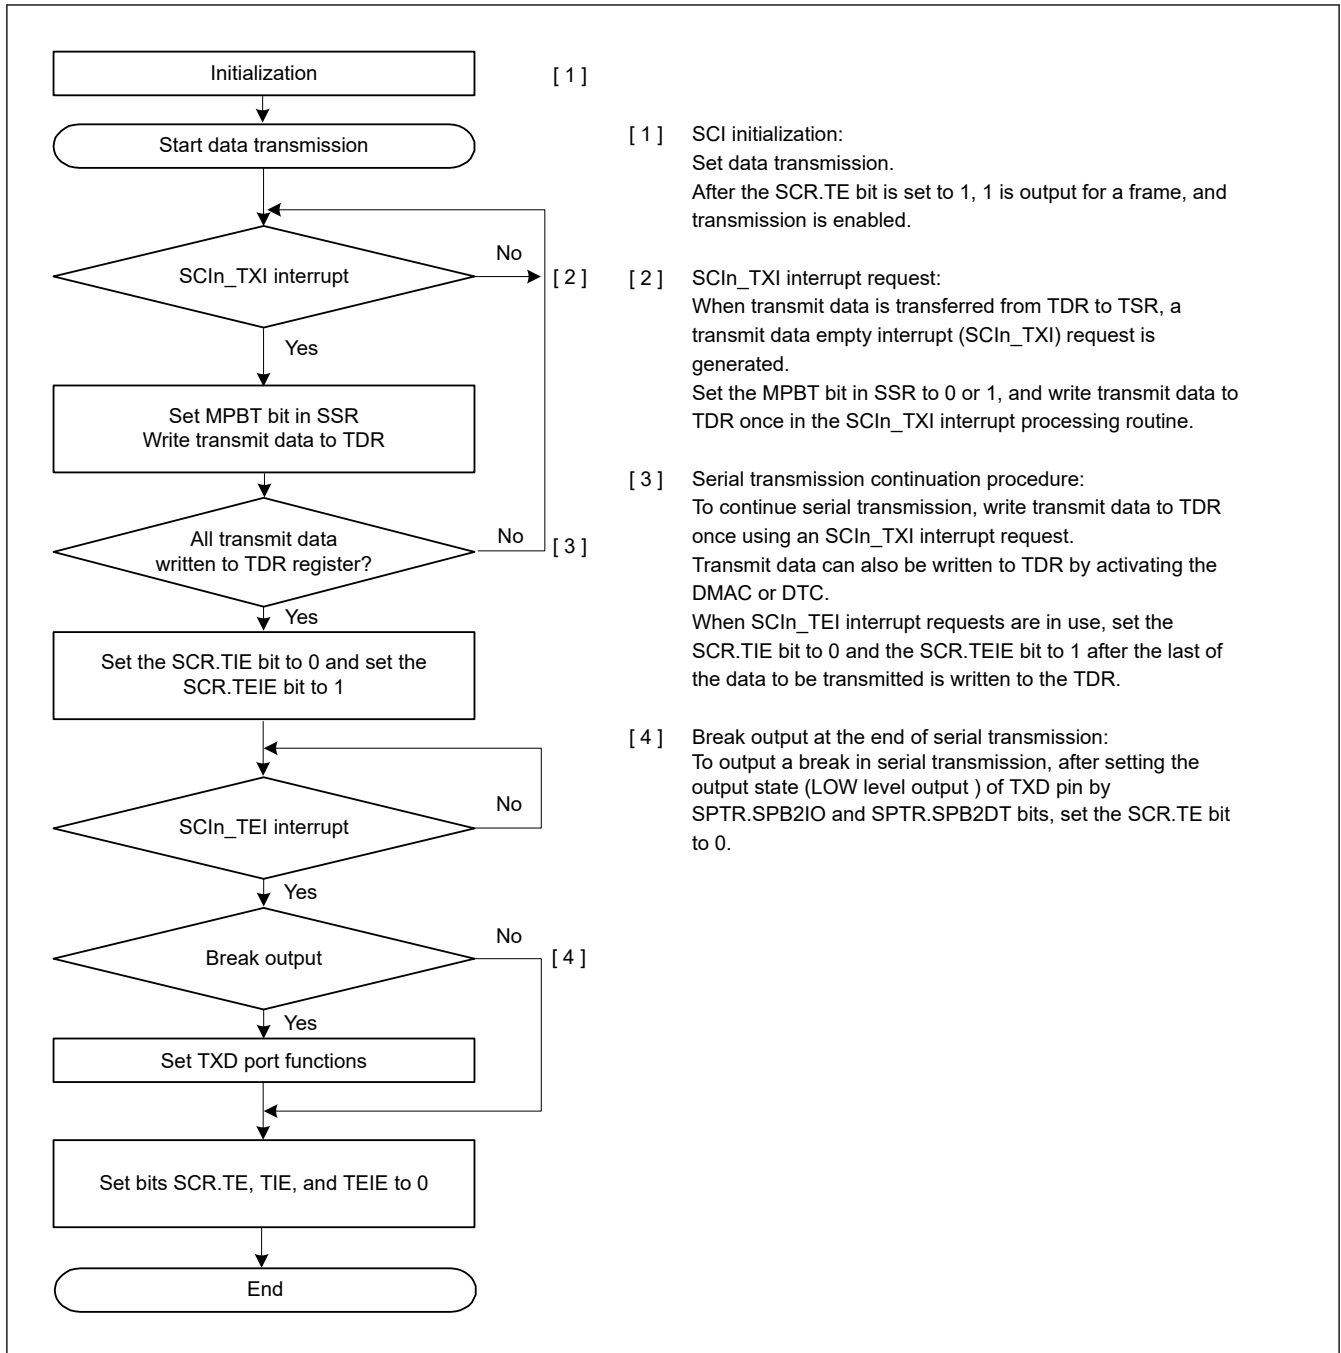 Initialization
[ 1 ]
Start data transmission
SCIn_TXI interrupt
No
[ 2 ]
Yes
Set MPBT bit in SSR
Write transmit data to TDR
All transmit data
written to TDR register?
No
[ 3 ]
Yes
Set the SCR.TIE bit to 0 and set the
SCR.TEIE bit to 1
SCIn_TEI interrupt
No
Yes
Break output
No
[ 4 ]
Yes
Set TXD port functions
Set bits SCR.TE, TIE, and TEIE to 0
End
[ 1 ] SCI initialization:
Set data transmission.
After the SCR.TE bit is set to 1, 1 is output for a frame, and
transmission is enabled.
[ 2 ] SCIn_TXI interrupt request:
When transmit data is transferred from TDR to TSR, a
transmit data empty interrupt (SCIn_TXI) request is
generated.
Set the MPBT bit in SSR to 0 or 1, and write transmit data to
TDR once in the SCIn_TXI interrupt processing routine.
[ 3 ] Serial transmission continuation procedure:
To continue serial transmission, write transmit data to TDR
once using an SCIn_TXI interrupt request.
Transmit data can also be written to TDR by activating the
DMAC or DTC.
When SCIn_TEI interrupt requests are in use, set the
SCR.TIE bit to 0 and the SCR.TEIE bit to 1 after the last of
the data to be transmitted is written to the TDR.
[ 4 ] Break output at the end of serial transmission:
To output a break in serial transmission, after setting the
output state (LOW level output ) of TXD pin by
SPTR.SPB2IO and SPTR.SPB2DT bits, set the SCR.TE bit
to 0.